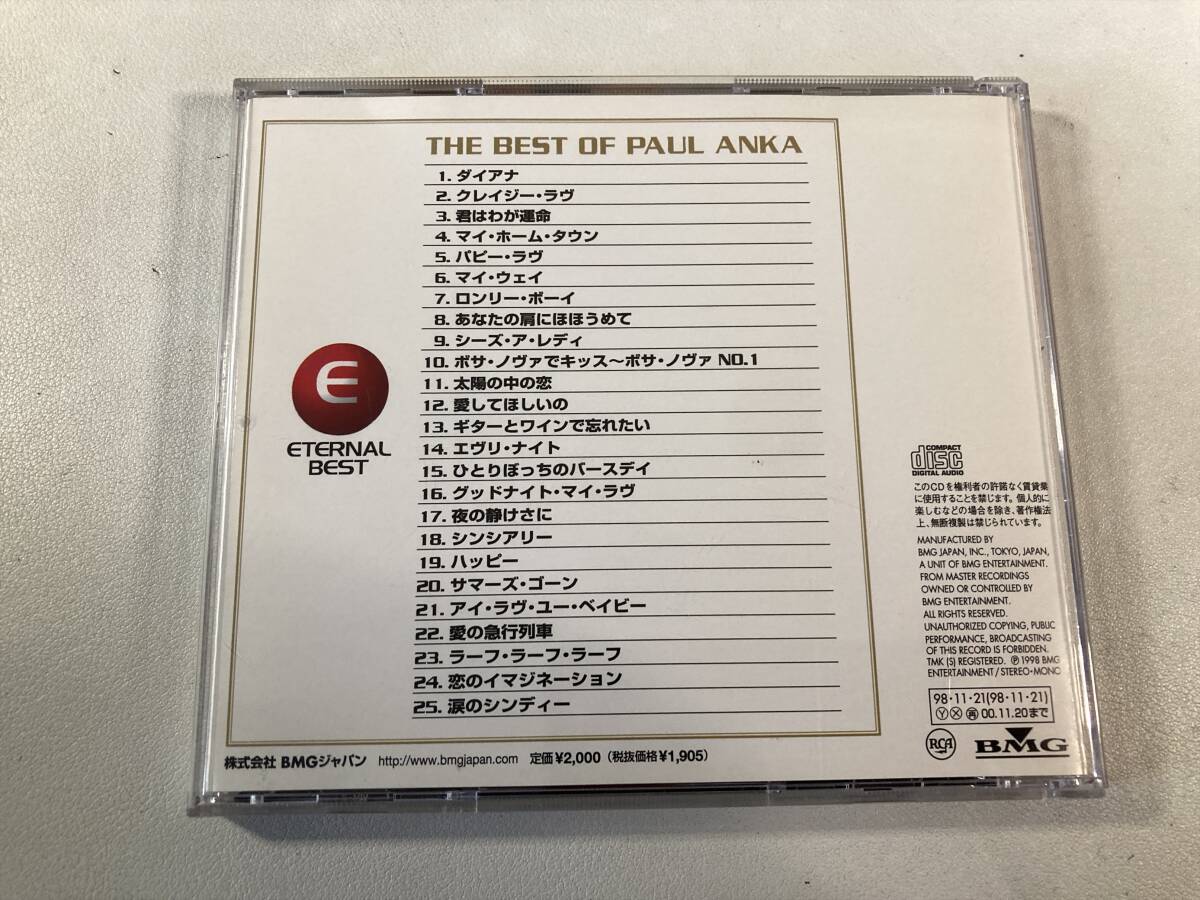 THE BEST OF PAUL ANKA
1. ダイアナ
2. クレイジー・ラヴ
3. 君はわが運命
4. マイ・ホーム・タウン
5. パピー・ラヴ
6. マイ・ウェイ
7. ロンリー・ボーイ
8. あなたの肩にほほうめて
9. シーズ・ア・レディ
10. ボサ・ノヴァでキッス〜ボサ・ノヴァ NO.1
11. 太陽の中の恋
12. 愛してほしいの
13. ギターとワインで忘れたい
14. エヴリ・ナイト
15. ひとりぼっちのバースデイ
16. グッドナイト・マイ・ラヴ
17. 夜の静けさに
18. シンシアリー
19. ハッピー
20. サマーズ・ゴーン
21. アイ・ラヴ・ユー・ベイビー
22. 愛の急行列車
23. ラーフ・ラーフ・ラーフ
24. 恋のイマジネーション
25. 涙のシンディー
E
ETERNAL
BEST
COMPACT
disc
DIGITAL AUDIO
このCDを権利者の許諾なく賃貸業
に使用することを禁じます。個人的に
楽しむなどの場合を除き、著作権法
上、無断複製は禁じられています。
MANUFACTURED BY
BMG JAPAN, INC., TOKYO, JAPAN,
A UNIT OF BMG ENTERTAINMENT.
FROM MASTER RECORDINGS
OWNED OR CONTROLLED BY
BMG ENTERTAINMENT.
ALL RIGHTS RESERVED.
UNAUTHORIZED COPYING, PUBLIC
PERFORMANCE, BROADCASTING
OF THIS RECORD IS FORBIDDEN.
TMK (S) REGISTERED. Ⓟ 1998 BMG
ENTERTAINMENT/STEREO・MONO
98・11・21(98・11・21)
Ⓨ Ⓧ 再 00.11.20まで
RCA BMG
株式会社 BMGジャパン http://www.bmgjapan.com 定価¥2,000（税抜価格¥1,905）